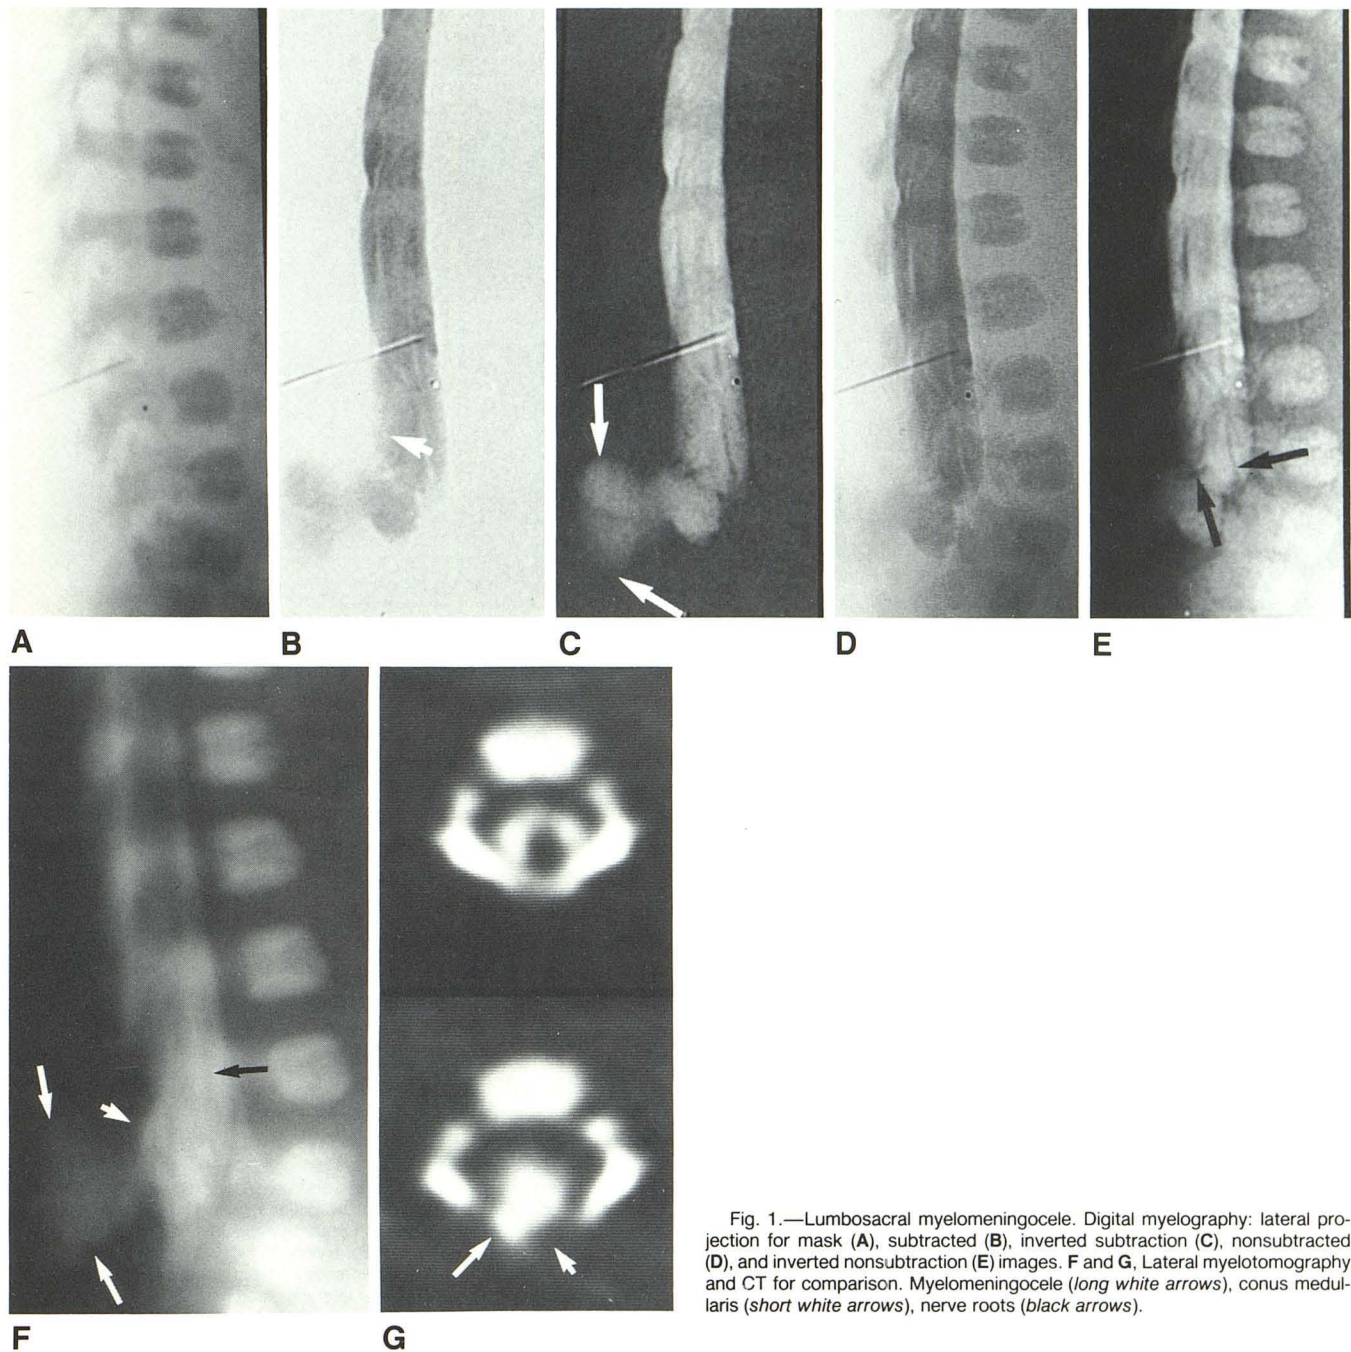 A
B
C
D
E
F
G
Fig. 1.—Lumbosacral myelomeningocele. Digital myelography: lateral pro-
jection for mask (A), subtracted (B), inverted subtraction (C), nonsubtracted
(D), and inverted nonsubtraction (E) images. F and G, Lateral myelotomography
and CT for comparison. Myelomeningocele (long white arrows), conus medul-
laris (short white arrows), nerve roots (black arrows).